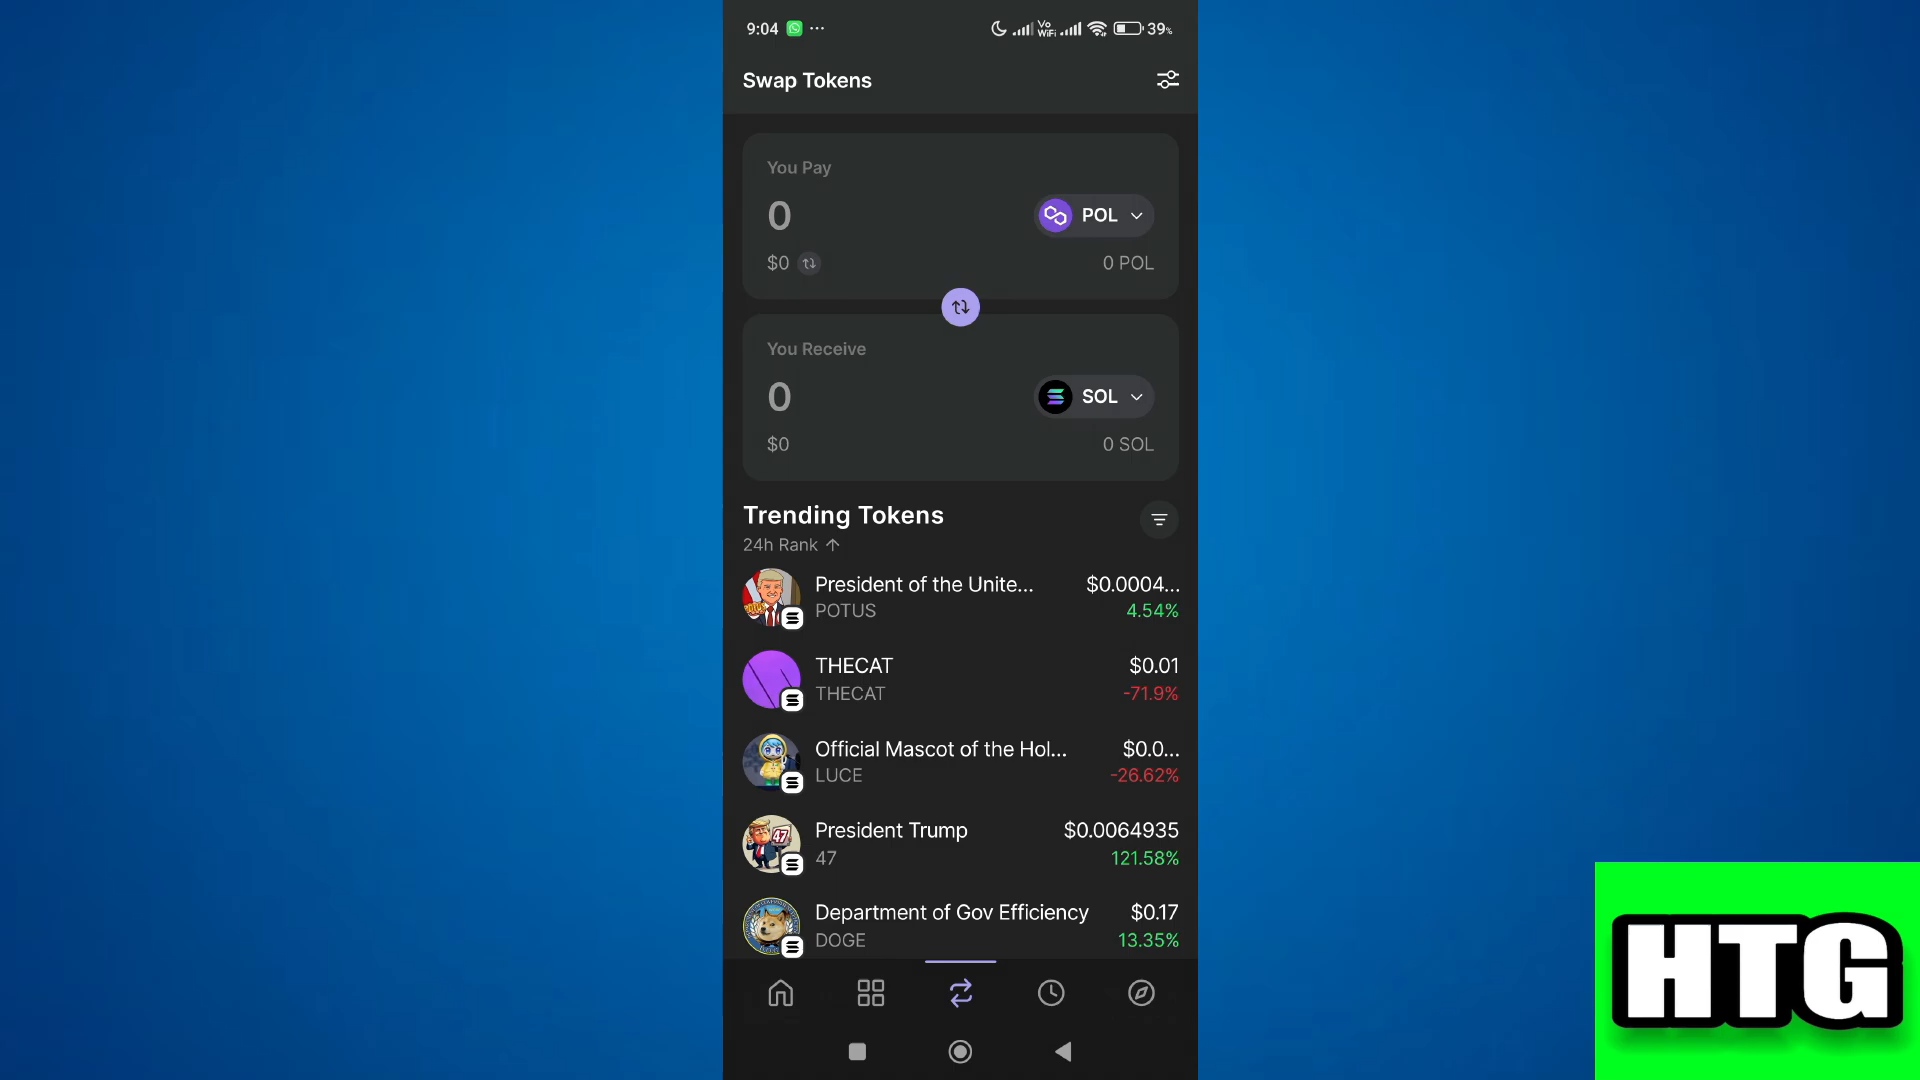 9:04 ... Vo WiFi 39%
Swap Tokens
You Pay
0 POL
$0 0 POL
You Receive
0 SOL
$0 0 SOL
Trending Tokens
24h Rank ↑
President of the Unite... $0.0004...
POTUS 4.54%
THECAT $0.01
THECAT -71.9%
Official Mascot of the Hol... $0.0...
LUCE -26.62%
President Trump $0.0064935
47 121.58%
Department of Gov Efficiency $0.17
DOGE 13.35%
HTG